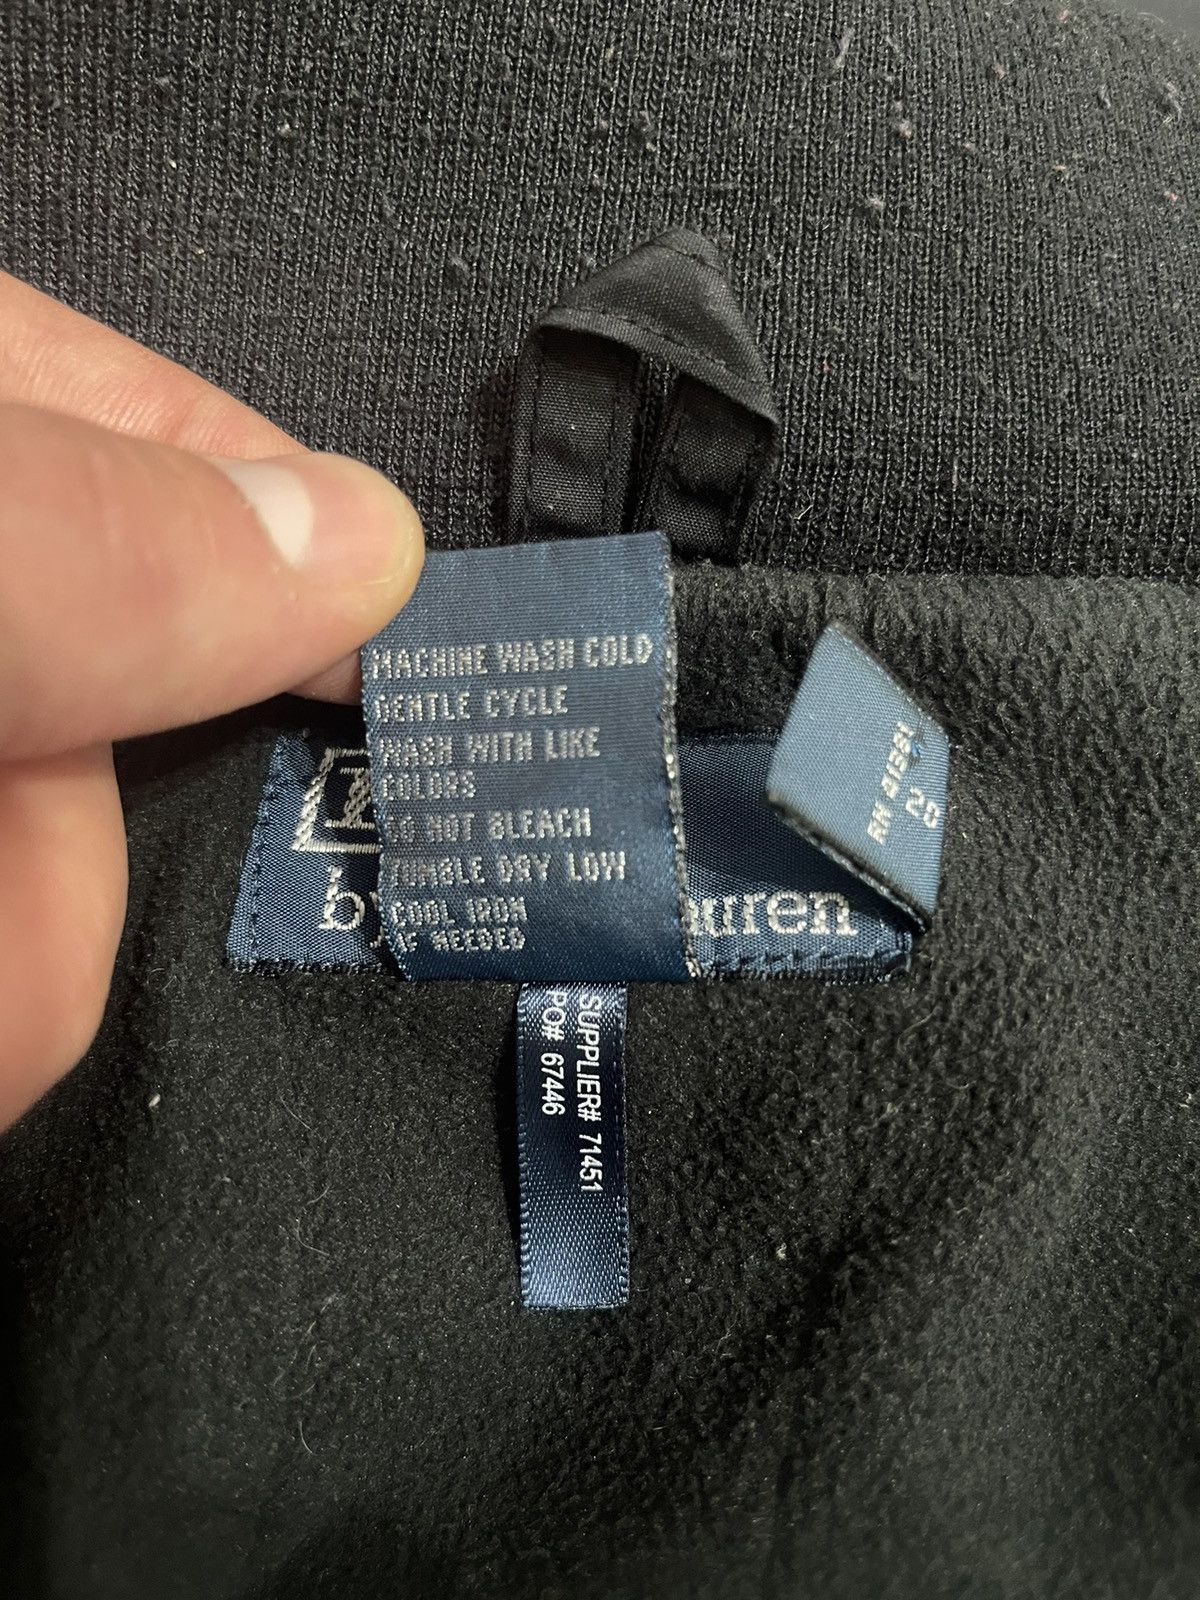 MACHINE WASH COLD
GENTLE CYCLE
WASH WITH LIKE
COLORS
DO NOT BLEACH
TUMBLE DRY LOW
COOL IRON
IF NEEDED
by
uren
RN 41381
20
SUPPLIER# 71451
PO# 67446